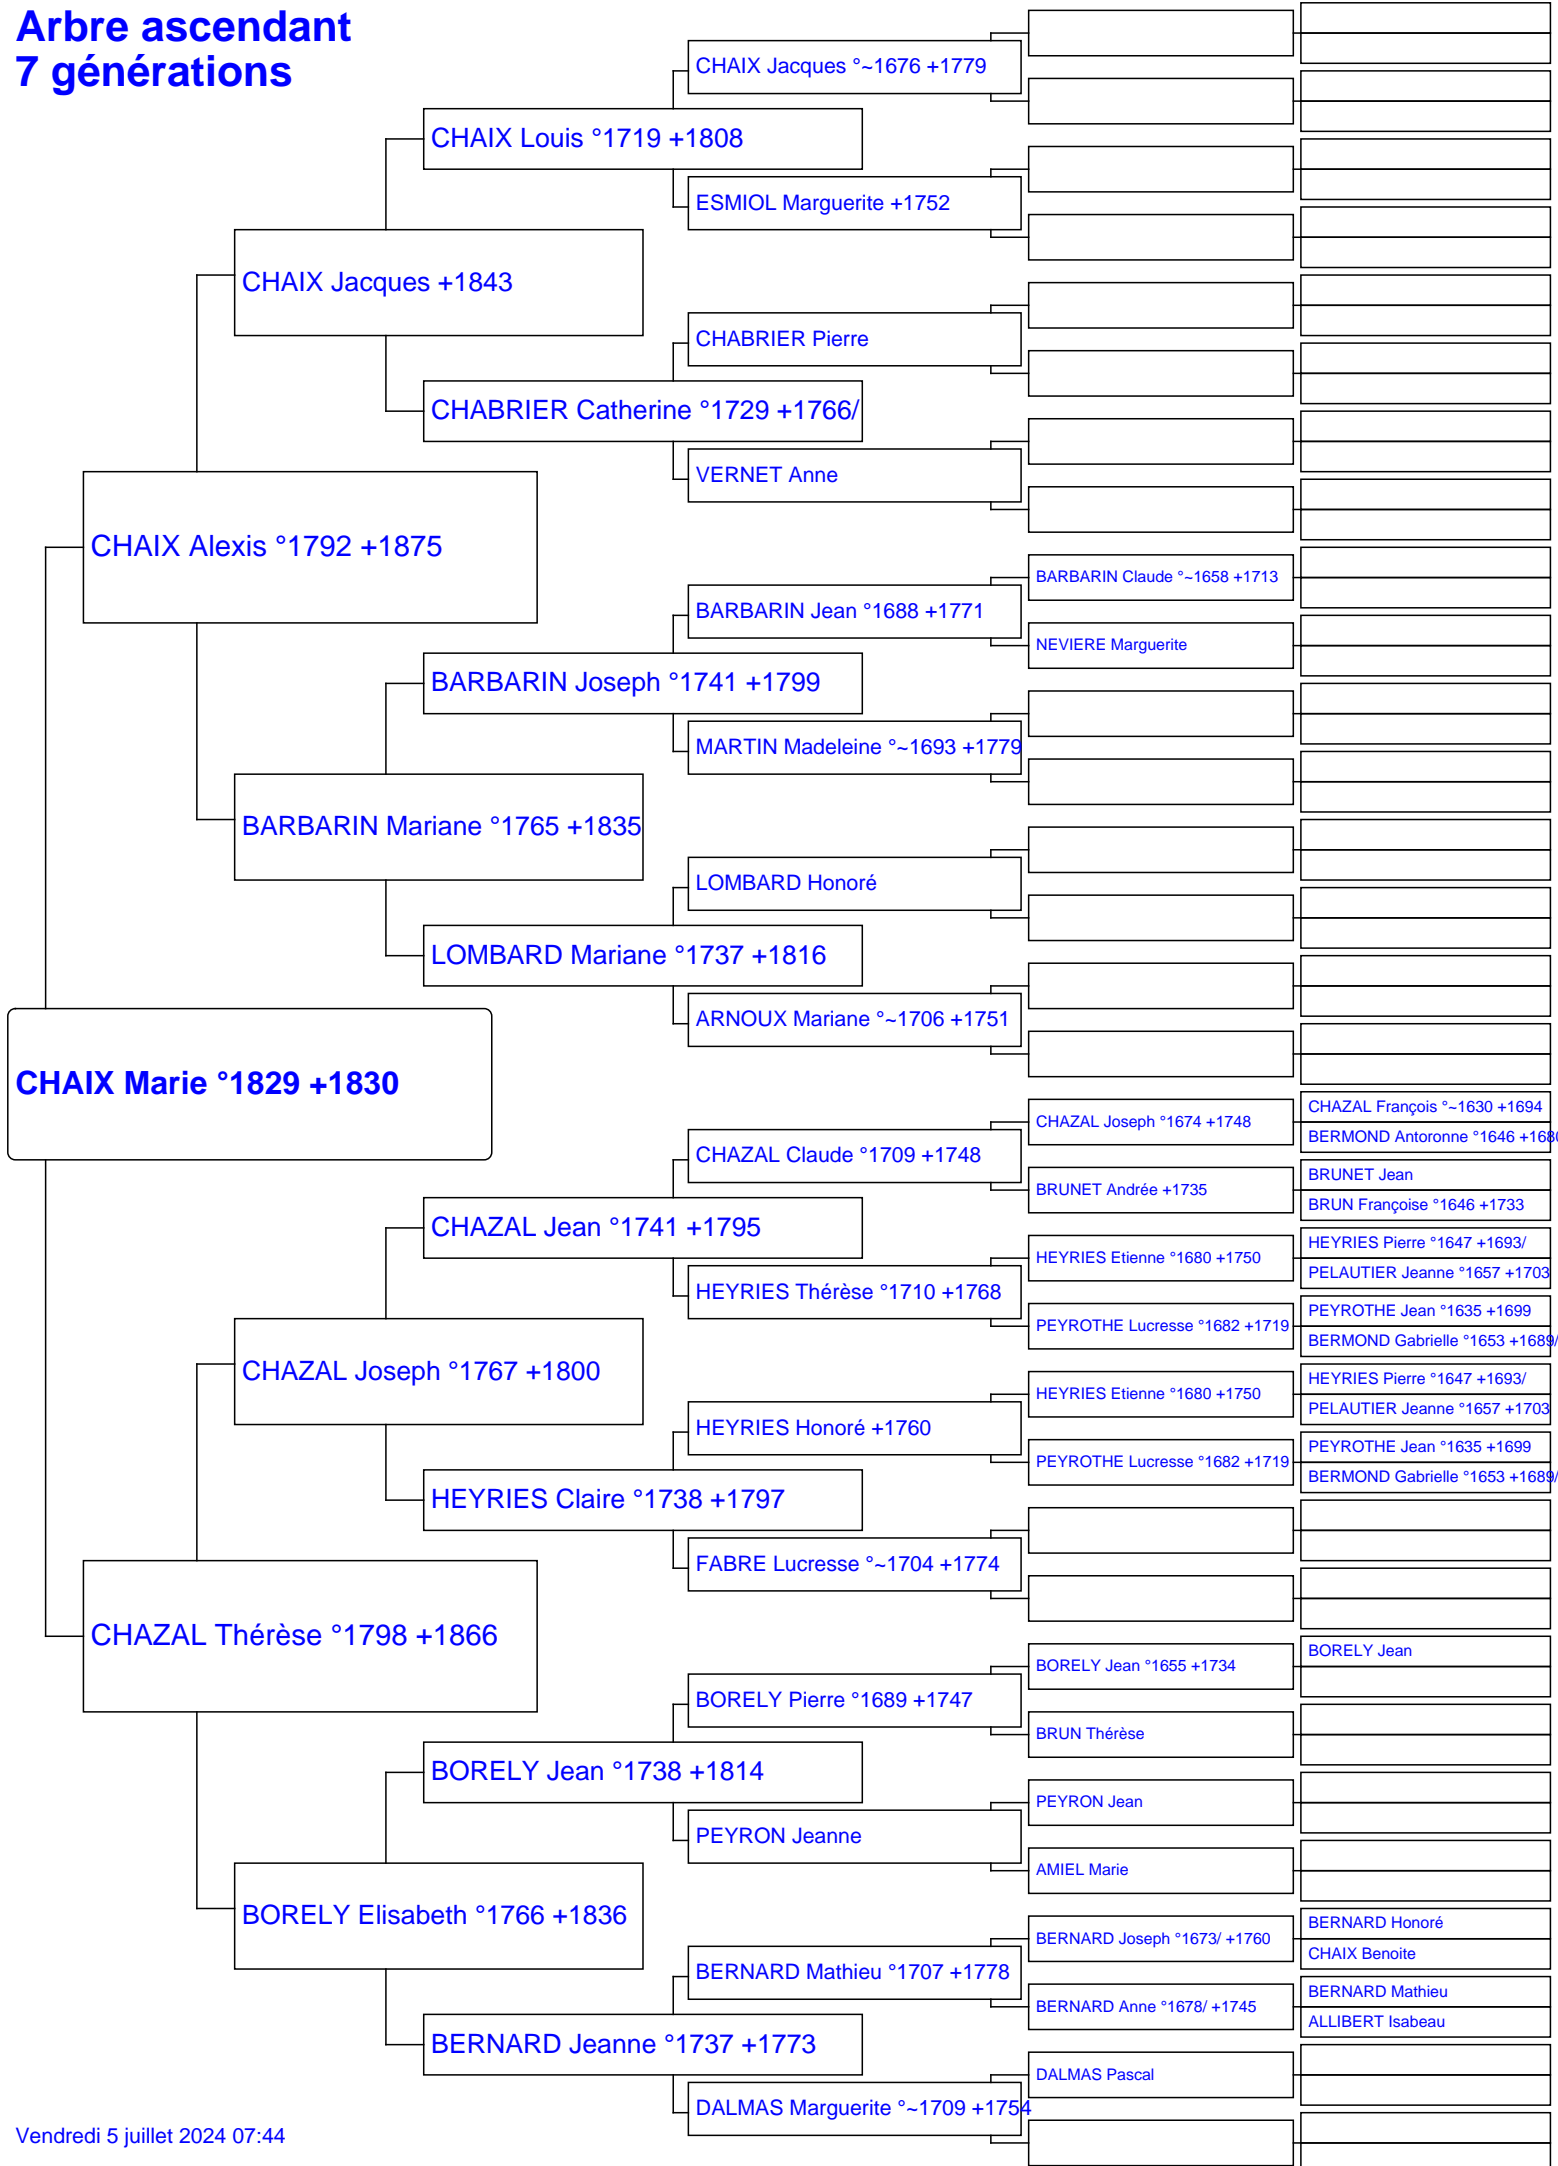 Arbre ascendant
7 générations
CHAIX Jacques °~1676 +1779
CHAIX Louis °1719 +1808
ESMIOL Marguerite +1752
CHAIX Jacques +1843
CHABRIER Pierre
CHABRIER Catherine °1729 +1766/
VERNET Anne
CHAIX Alexis °1792 +1875
BARBARIN Claude °~1658 +1713
BARBARIN Jean °1688 +1771
NEVIERE Marguerite
BARBARIN Joseph °1741 +1799
MARTIN Madeleine °~1693 +1779
BARBARIN Mariane °1765 +1835
LOMBARD Honoré
LOMBARD Mariane °1737 +1816
ARNOUX Mariane °~1706 +1751
CHAIX Marie °1829 +1830
CHAZAL François °~1630 +1694
CHAZAL Joseph °1674 +1748
BERMOND Antoronne °1646 +1680
CHAZAL Claude °1709 +1748
BRUNET Jean
BRUNET Andrée +1735
BRUN Françoise °1646 +1733
CHAZAL Jean °1741 +1795
HEYRIES Pierre °1647 +1693/
HEYRIES Etienne °1680 +1750
PELAUTIER Jeanne °1657 +1703
HEYRIES Thérèse °1710 +1768
PEYROTHE Jean °1635 +1699
PEYROTHE Lucresse °1682 +1719
BERMOND Gabrielle °1653 +1689/
CHAZAL Joseph °1767 +1800
HEYRIES Pierre °1647 +1693/
HEYRIES Etienne °1680 +1750
PELAUTIER Jeanne °1657 +1703
HEYRIES Honoré +1760
PEYROTHE Jean °1635 +1699
PEYROTHE Lucresse °1682 +1719
BERMOND Gabrielle °1653 +1689/
HEYRIES Claire °1738 +1797
FABRE Lucresse °~1704 +1774
CHAZAL Thérèse °1798 +1866
BORELY Jean
BORELY Jean °1655 +1734
BORELY Pierre °1689 +1747
BRUN Thérèse
BORELY Jean °1738 +1814
PEYRON Jean
PEYRON Jeanne
AMIEL Marie
BORELY Elisabeth °1766 +1836
BERNARD Honoré
BERNARD Joseph °1673/ +1760
CHAIX Benoite
BERNARD Mathieu °1707 +1778
BERNARD Mathieu
BERNARD Anne °1678/ +1745
ALLIBERT Isabeau
BERNARD Jeanne °1737 +1773
DALMAS Pascal
DALMAS Marguerite °~1709 +1754
Vendredi 5 juillet 2024 07:44